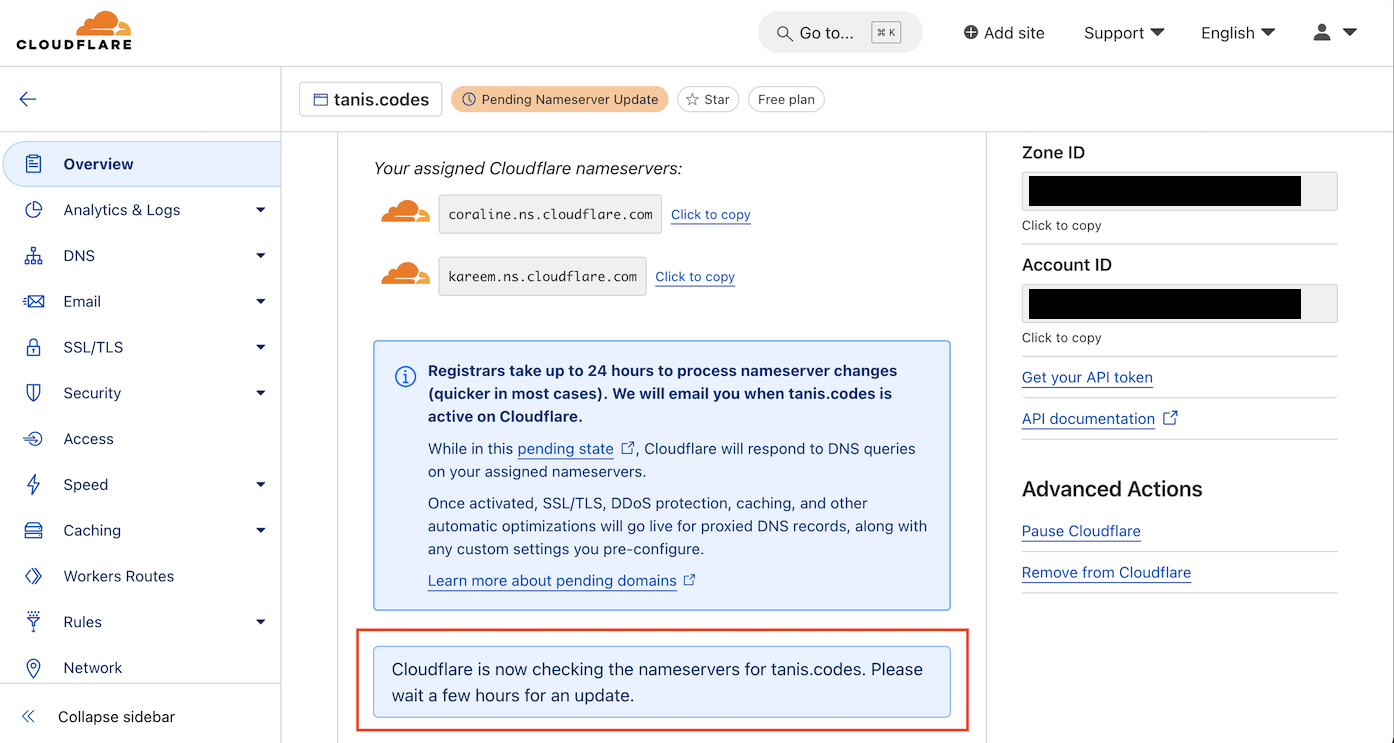 CLOUDFLARE
Go to...
⌘ K
Add site
Support
English
tanis.codes
Pending Nameserver Update
Star
Free plan
Overview
Analytics & Logs
DNS
Email
SSL/TLS
Security
Access
Speed
Caching
Workers Routes
Rules
Network
Collapse sidebar
Your assigned Cloudflare nameservers:
coraline.ns.cloudflare.com
Click to copy
kareem.ns.cloudflare.com
Click to copy
Registrars take up to 24 hours to process nameserver changes
(quicker in most cases). We will email you when tanis.codes is
active on Cloudflare.
While in this pending state , Cloudflare will respond to DNS queries
on your assigned nameservers.
Once activated, SSL/TLS, DDoS protection, caching, and other
automatic optimizations will go live for proxied DNS records, along with
any custom settings you pre-configure.
Learn more about pending domains
Cloudflare is now checking the nameservers for tanis.codes. Please
wait a few hours for an update.
Zone ID
Click to copy
Account ID
Click to copy
Get your API token
API documentation
Advanced Actions
Pause Cloudflare
Remove from Cloudflare